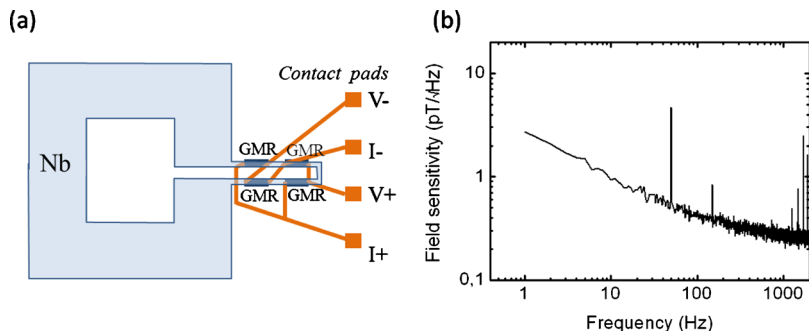 (a)
Contact pads
V-
GMR GMR
I-
Nb
GMR GMR
V+
I+
(b)
Field sensitivity (pT/√Hz)
10
1
0,1
1 10 100 1000
Frequency (Hz)